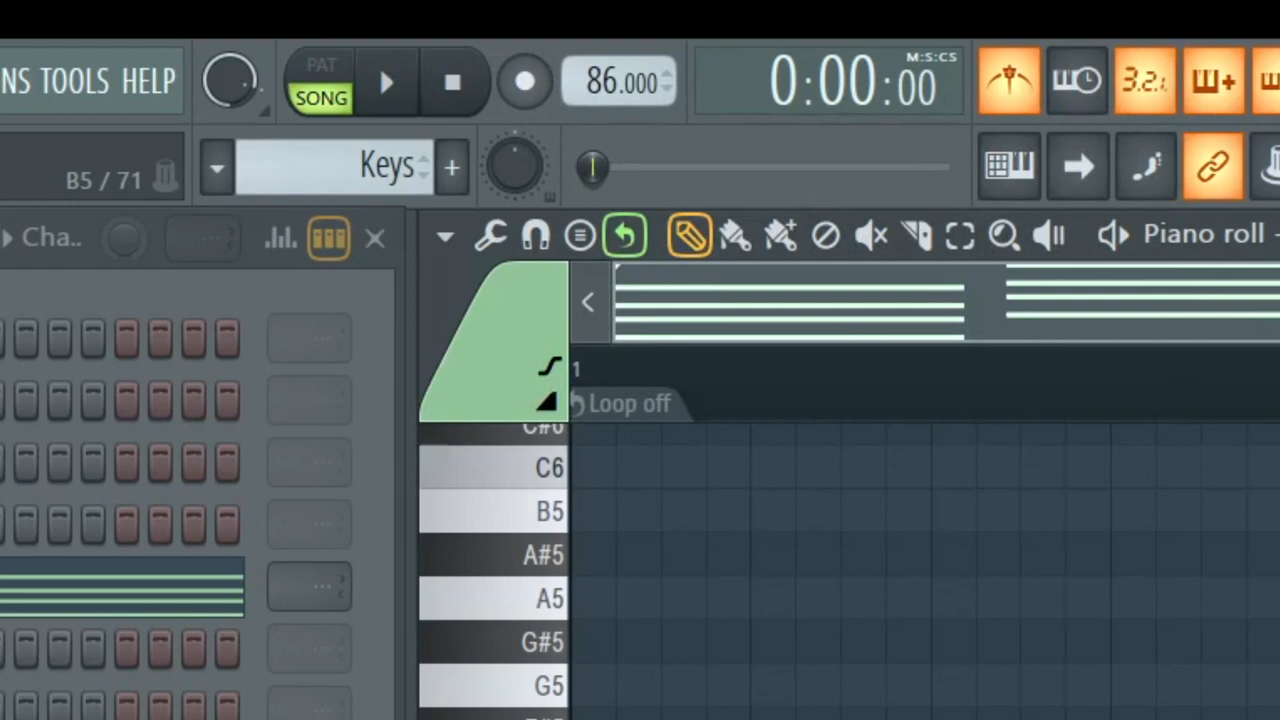 NS TOOLS HELP
PAT
SONG
86.000
M:S:CS
0:00:00
3.2.
B5 / 71
Keys
Cha..
Piano roll -
1
Loop off
C#6
C6
B5
A#5
A5
G#5
G5